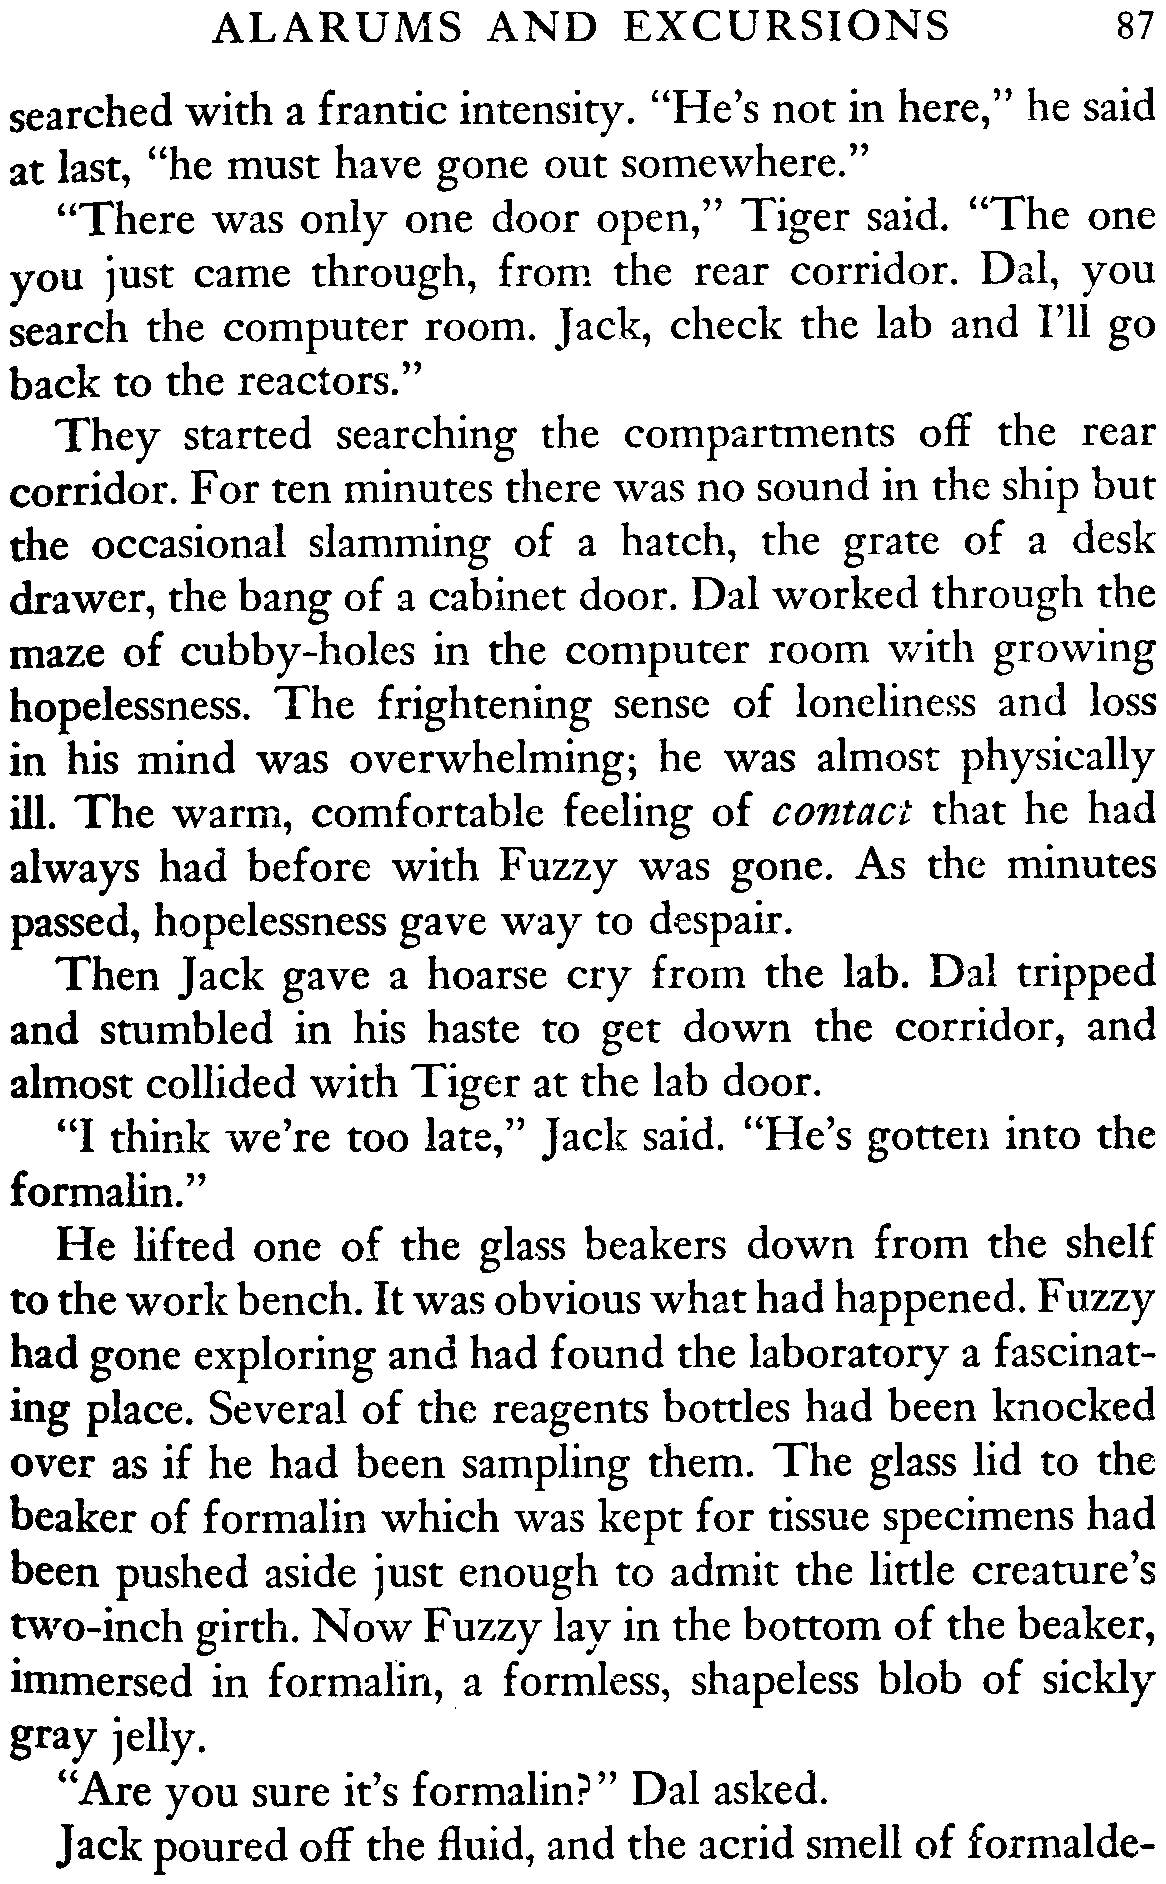 ALARUMS AND EXCURSIONS 87
searched with a frantic intensity. “He’s not in here,” he said
at last, “he must have gone out somewhere.”
“There was only one door open,” Tiger said. “The one
you just came through, from the rear corridor. Dal, you
search the computer room. Jack, check the lab and I’ll go
back to the reactors.”
They started searching the compartments off the rear
corridor. For ten minutes there was no sound in the ship but
the occasional slamming of a hatch, the grate of a desk
drawer, the bang of a cabinet door. Dal worked through the
maze of cubby-holes in the computer room with growing
hopelessness. The frightening sense of loneliness and loss
in his mind was overwhelming; he was almost physically
ill. The warm, comfortable feeling of contact that he had
always had before with Fuzzy was gone. As the minutes
passed, hopelessness gave way to despair.
Then Jack gave a hoarse cry from the lab. Dal tripped
and stumbled in his haste to get down the corridor, and
almost collided with Tiger at the lab door.
“I think we’re too late,” Jack said. “He’s gotten into the
formalin.”
He lifted one of the glass beakers down from the shelf
to the work bench. It was obvious what had happened. Fuzzy
had gone exploring and had found the laboratory a fascinat-
ing place. Several of the reagents bottles had been knocked
over as if he had been sampling them. The glass lid to the
beaker of formalin which was kept for tissue specimens had
been pushed aside just enough to admit the little creature’s
two-inch girth. Now Fuzzy lay in the bottom of the beaker,
immersed in formalin, a formless, shapeless blob of sickly
gray jelly.
“Are you sure it’s formalin?” Dal asked.
Jack poured off the fluid, and the acrid smell of formalde-